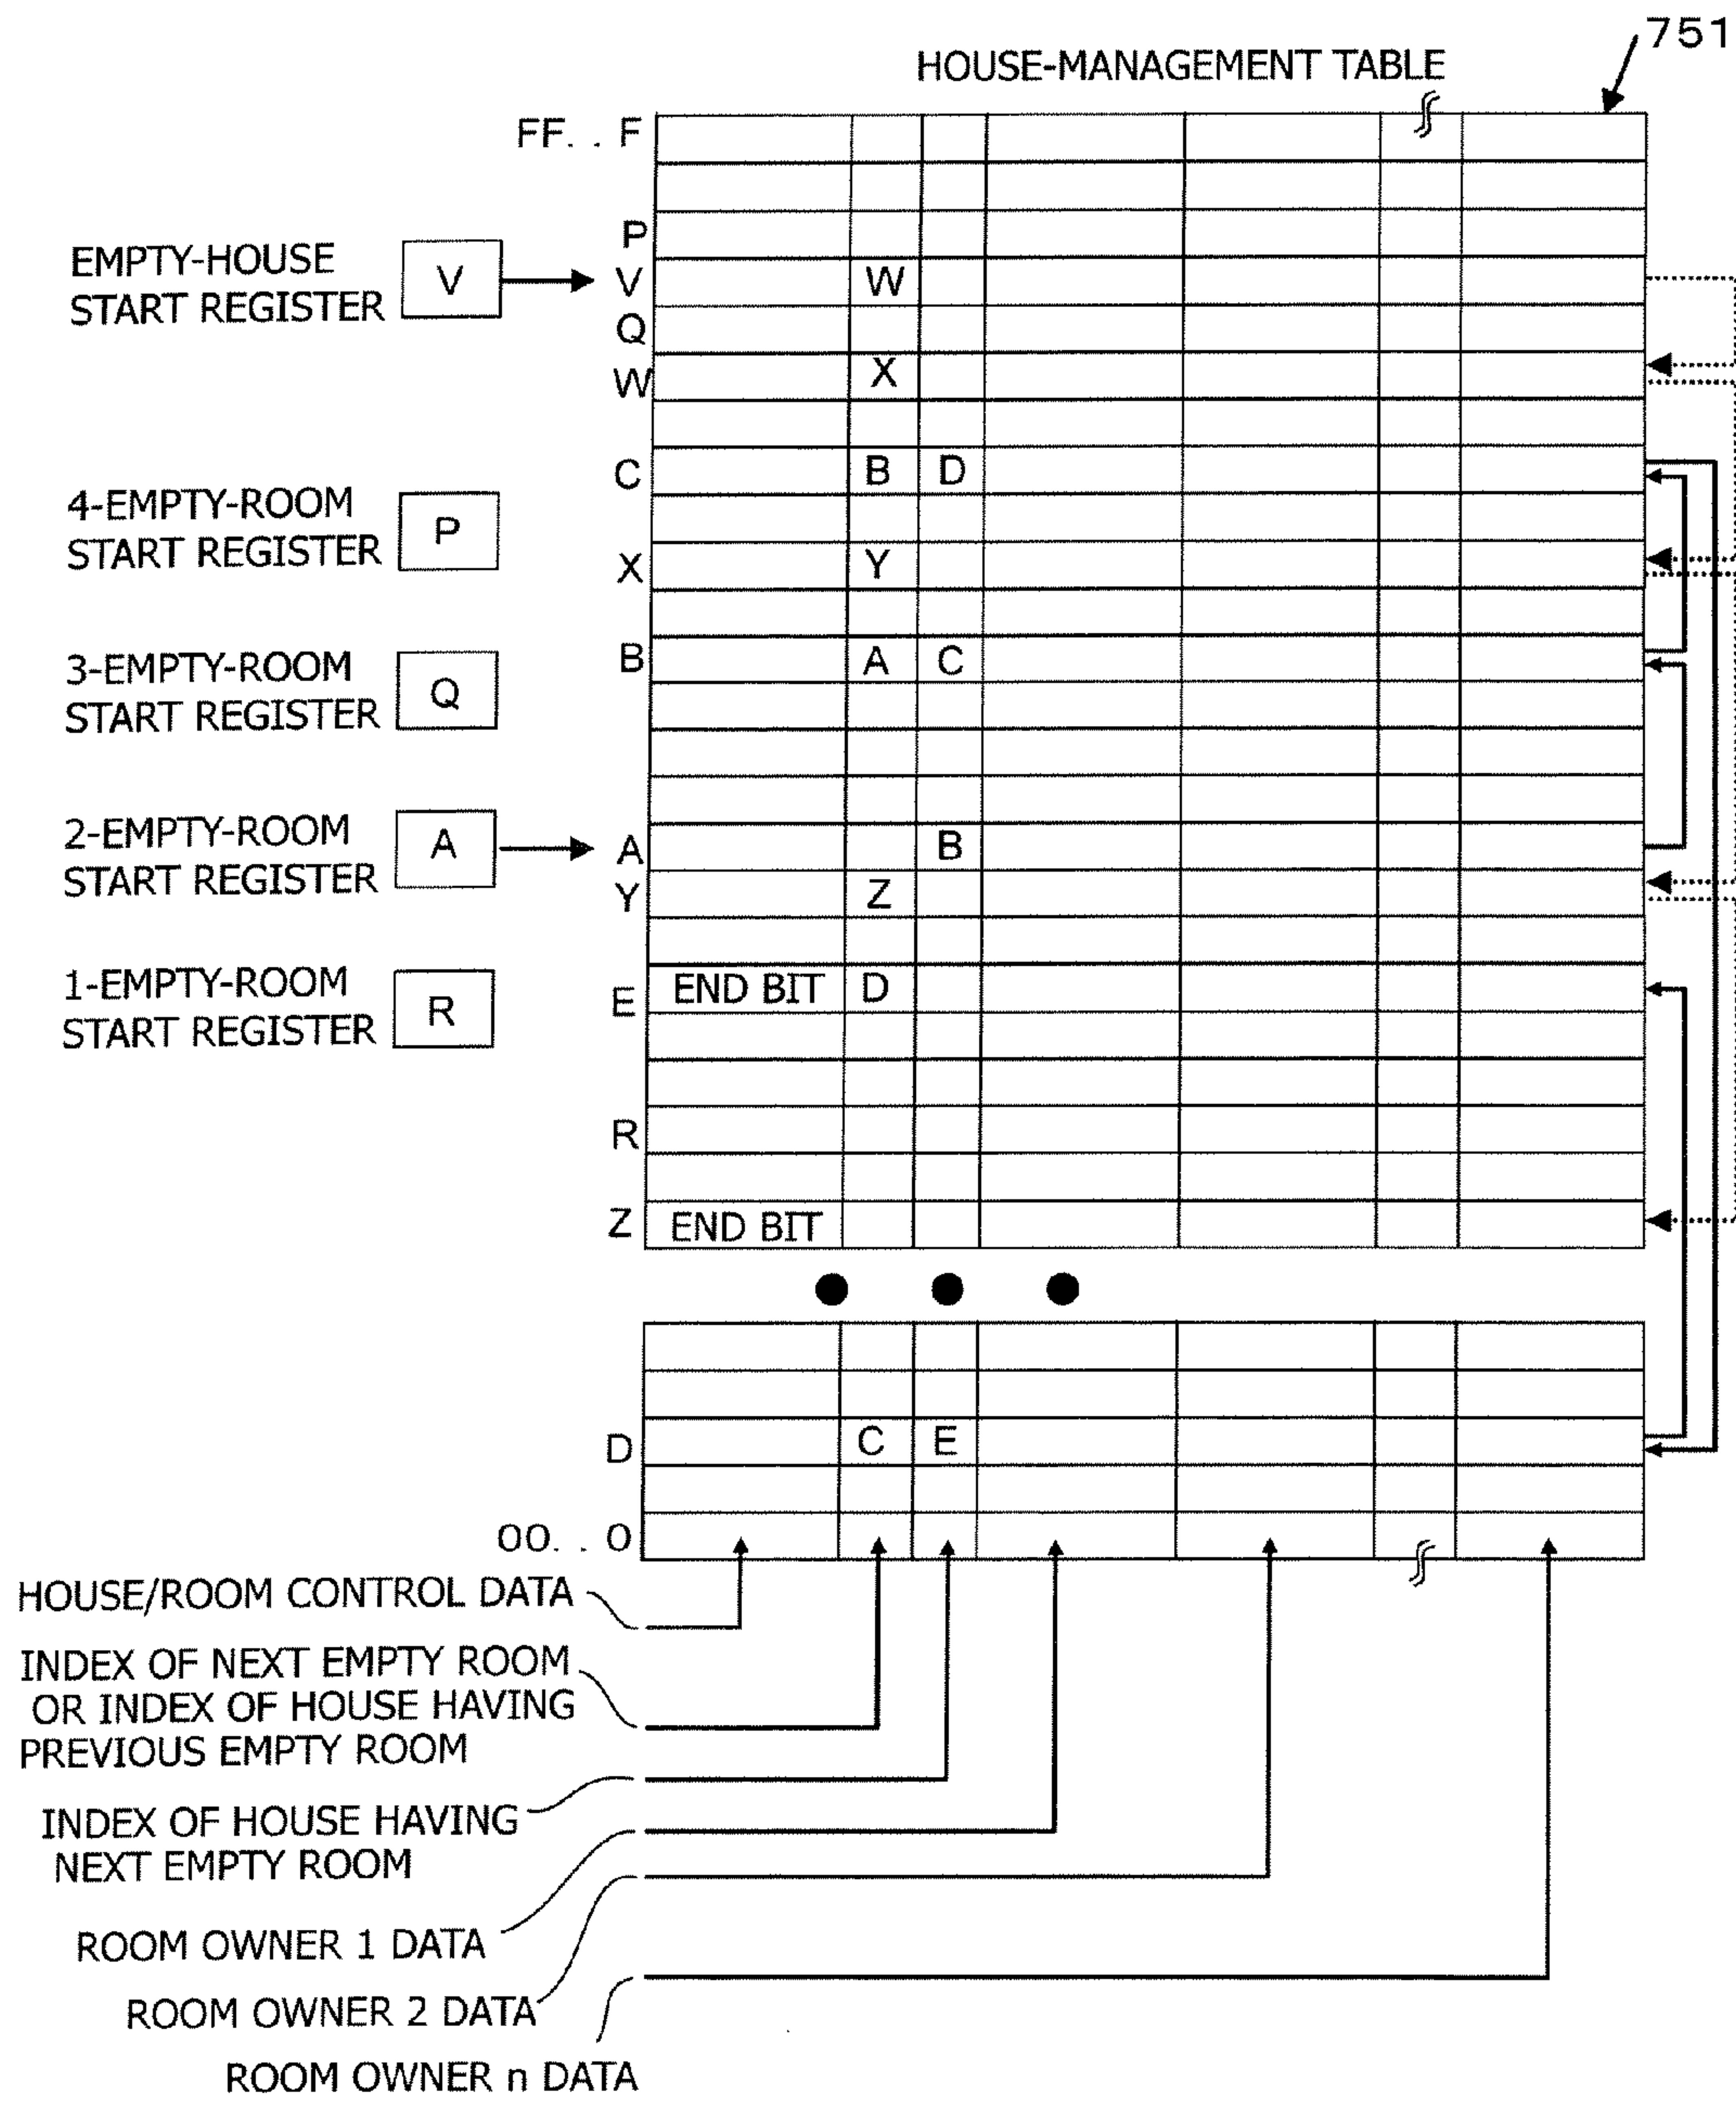 751
HOUSE-MANAGEMENT TABLE
FF. . F
P
EMPTY-HOUSE
START REGISTER
V
V
W
Q
W
X
C
B D
4-EMPTY-ROOM
START REGISTER
P
X
Y
3-EMPTY-ROOM
START REGISTER
Q
B
A C
2-EMPTY-ROOM
START REGISTER
A
A
B
Y
Z
1-EMPTY-ROOM
START REGISTER
R
E
END BIT D
R
Z
END BIT
D
C E
00. . 0
HOUSE/ROOM CONTROL DATA
INDEX OF NEXT EMPTY ROOM
OR INDEX OF HOUSE HAVING
PREVIOUS EMPTY ROOM
INDEX OF HOUSE HAVING
NEXT EMPTY ROOM
ROOM OWNER 1 DATA
ROOM OWNER 2 DATA
ROOM OWNER n DATA